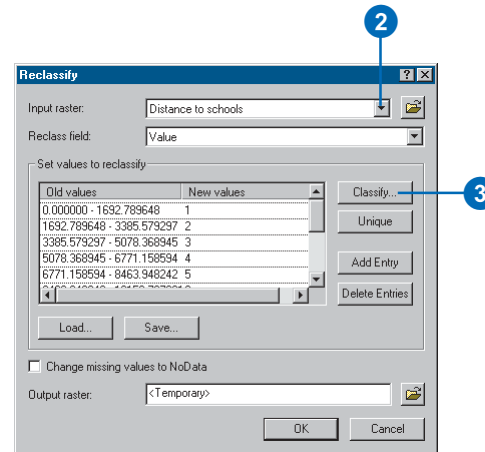 2
Reclassify
Input raster: Distance to schools
Reclass field: Value
Set values to reclassify
Old values New values
0.000000 - 1692.789648 1
1692.789648 - 3385.579297 2
3385.579297 - 5078.368945 3
5078.368945 - 6771.158594 4
6771.158594 - 8463.948242 5
Classify...
3
Unique
Add Entry
Delete Entries
Load... Save...
Change missing values to NoData
Output raster: <Temporary>
OK Cancel